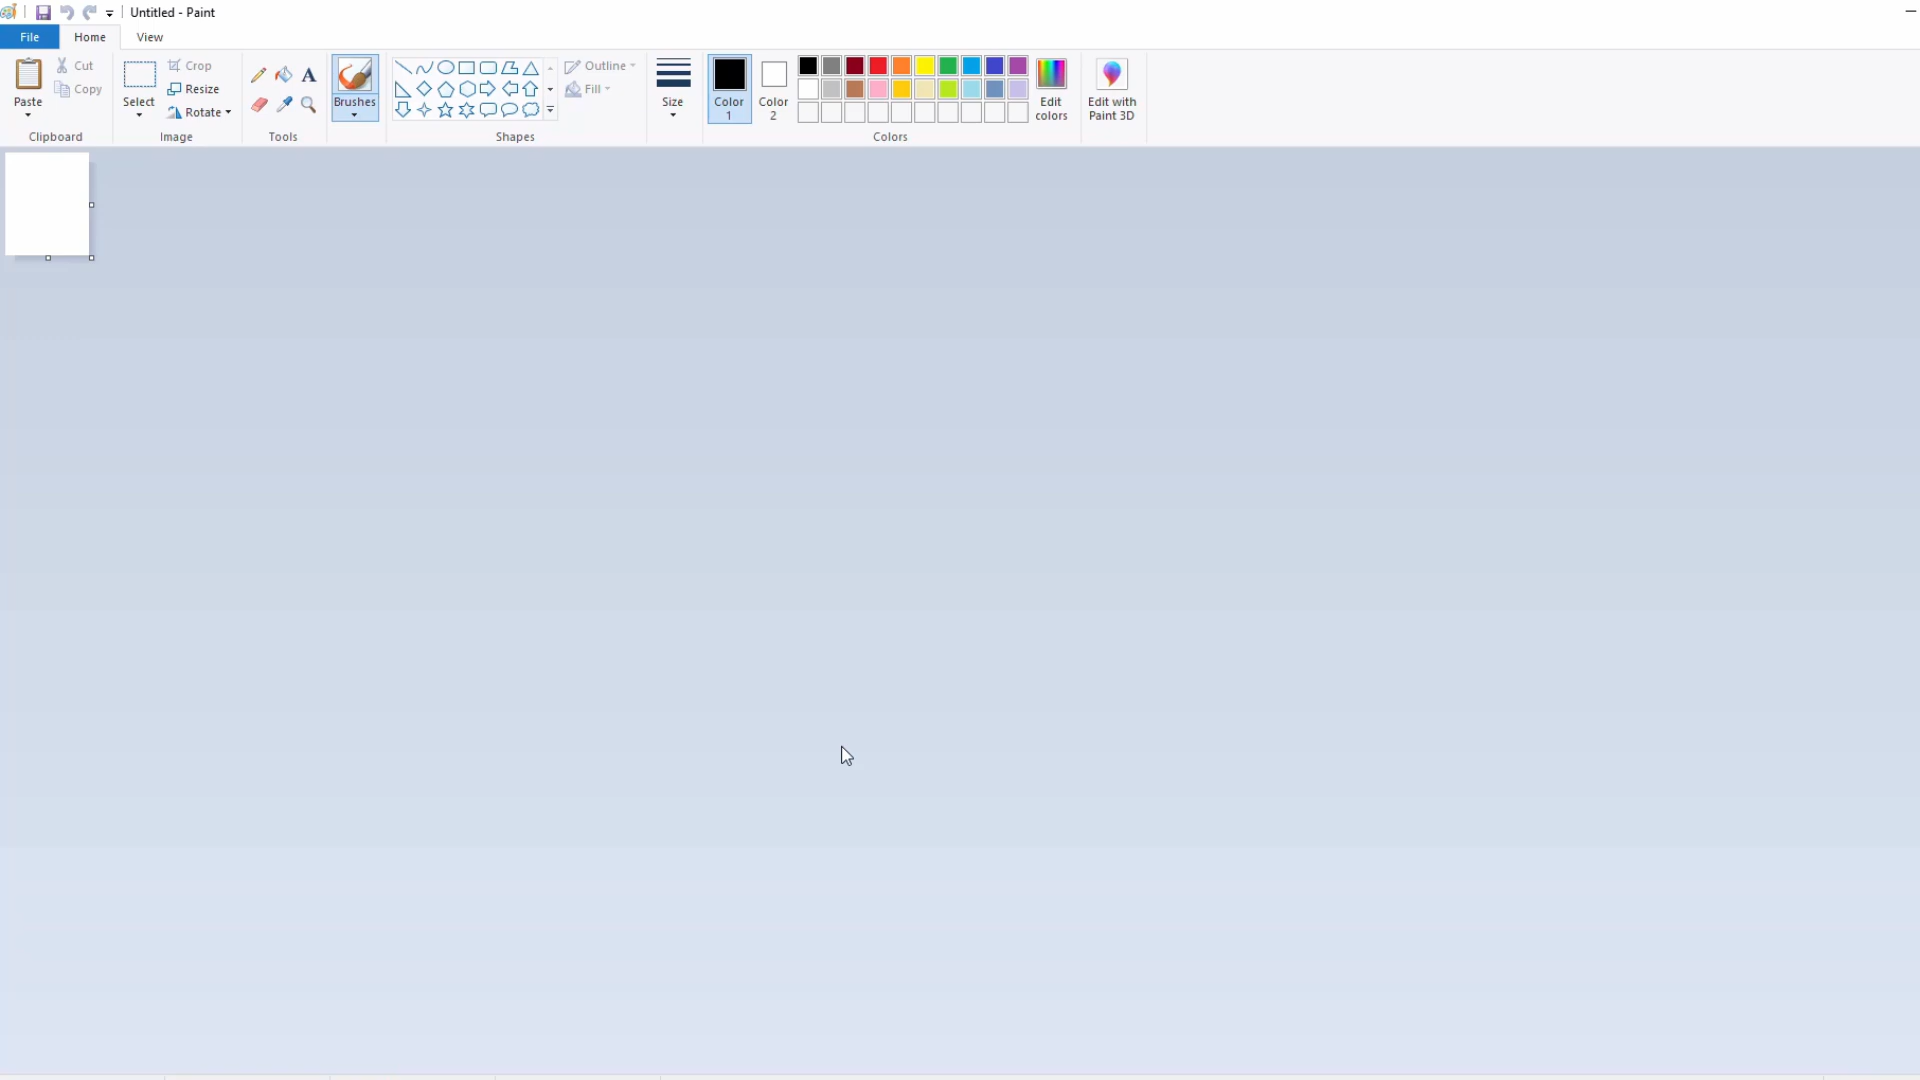 Untitled - Paint
File Home View
Paste
Cut
Copy
Clipboard
Select
Crop
Resize
Rotate
Image
A
Tools
Brushes
Shapes
Outline
Fill
Size
Color
1
Color
2
Edit
colors
Colors
Edit with
Paint 3D